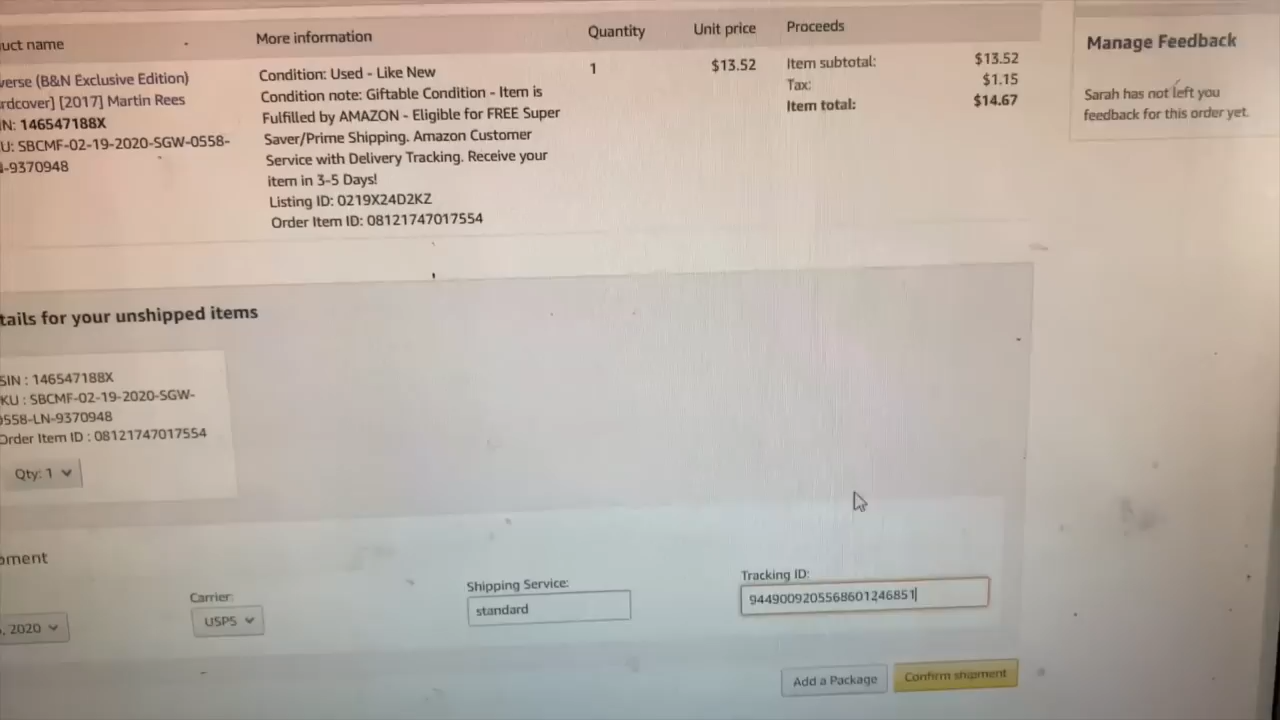 uct name
More information
Quantity
Unit price
Proceeds
verse (B&N Exclusive Edition)
rdcover] [2017] Martin Rees
N: 146547188X
U: SBCMF-02-19-2020-SGW-0558-
-9370948
Condition: Used - Like New
Condition note: Giftable Condition - Item is
Fulfilled by AMAZON - Eligible for FREE Super
Saver/Prime Shipping. Amazon Customer
Service with Delivery Tracking. Receive your
item in 3-5 Days!
Listing ID: 0219X24D2KZ
Order Item ID: 08121747017554
1
$13.52
Item subtotal: $13.52
Tax: $1.15
Item total: $14.67
Manage Feedback
Sarah has not left you
feedback for this order yet.
tails for your unshipped items
SIN : 146547188X
KU : SBCMF-02-19-2020-SGW-
0558-LN-9370948
Order Item ID : 08121747017554
Qty: 1
pment
, 2020
Carrier:
USPS
Shipping Service:
standard
Tracking ID:
9449009205568601246851
Add a Package
Confirm shipment